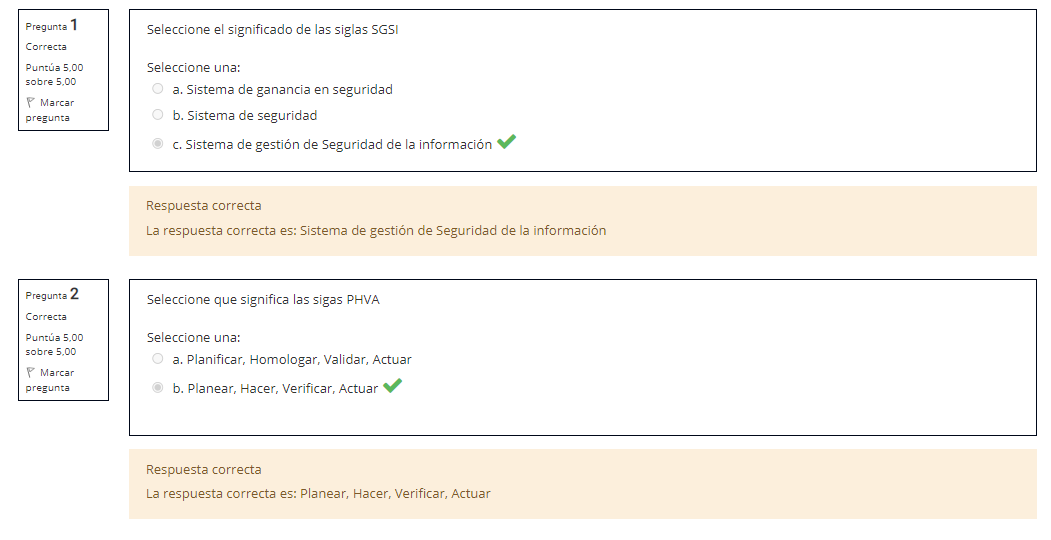 Pregunta 1
Correcta
Puntúa 5,00
sobre 5,00
Marcar
pregunta
Seleccione el significado de las siglas SGSI
Seleccione una:
a. Sistema de ganancia en seguridad
b. Sistema de seguridad
c. Sistema de gestión de Seguridad de la información
Respuesta correcta
La respuesta correcta es: Sistema de gestión de Seguridad de la información
Pregunta 2
Correcta
Puntúa 5,00
sobre 5,00
Marcar
pregunta
Seleccione que significa las sigas PHVA
Seleccione una:
a. Planificar, Homologar, Validar, Actuar
b. Planear, Hacer, Verificar, Actuar
Respuesta correcta
La respuesta correcta es: Planear, Hacer, Verificar, Actuar